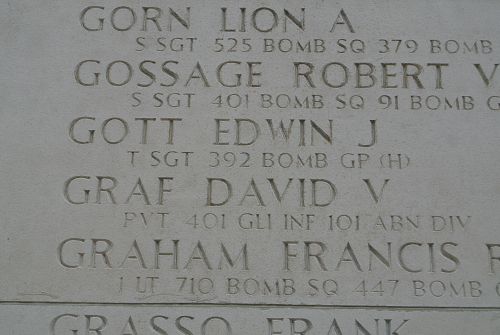 GORN LION A
S SGT 525 BOMB SQ 379 BOMB
GOSSAGE ROBERT V
S SGT 401 BOMB SQ 91 BOMB G
GOTT EDWIN J
T SGT 392 BOMB GP (H)
GRAF DAVID V
PVT 401 GLI INF 101 ABN DIV
GRAHAM FRANCIS R
1 LT 710 BOMB SQ 447 BOMB G
GRASSO FRANK